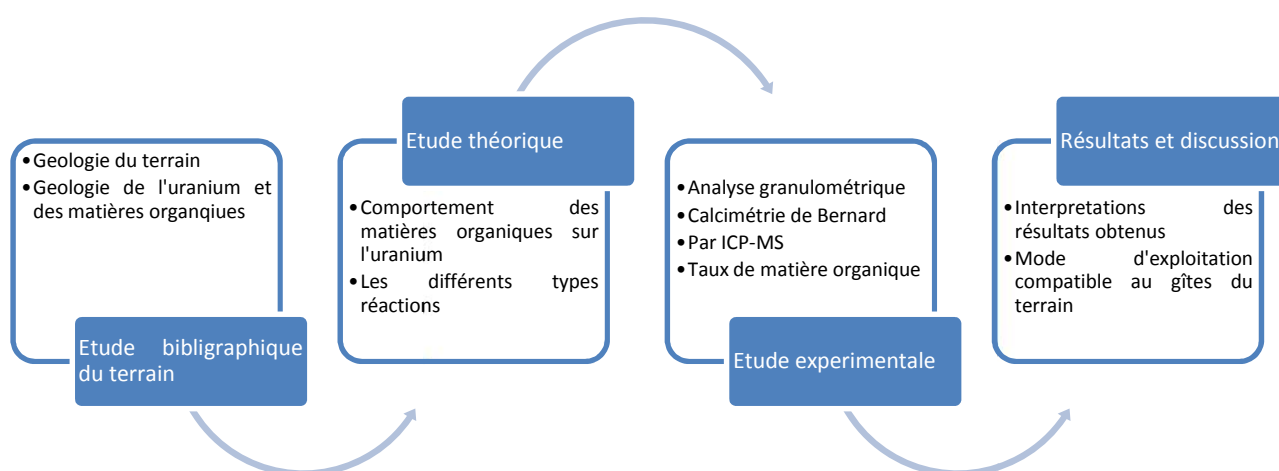 •Geologie du terrain
•Geologie de l'uranium et
des matières organqiues
Etude bibligraphique
du terrain
Etude théorique
•Comportement des
matières organiques sur
l'uranium
•Les différents types
réactions
•Analyse granulométrique
•Calcimétrie de Bernard
•Par ICP-MS
•Taux de matière organique
Etude experimentale
Résultats et discussion
•Interpretations des
résultats obtenus
•Mode d'exploitation
compatible au gîtes du
terrain